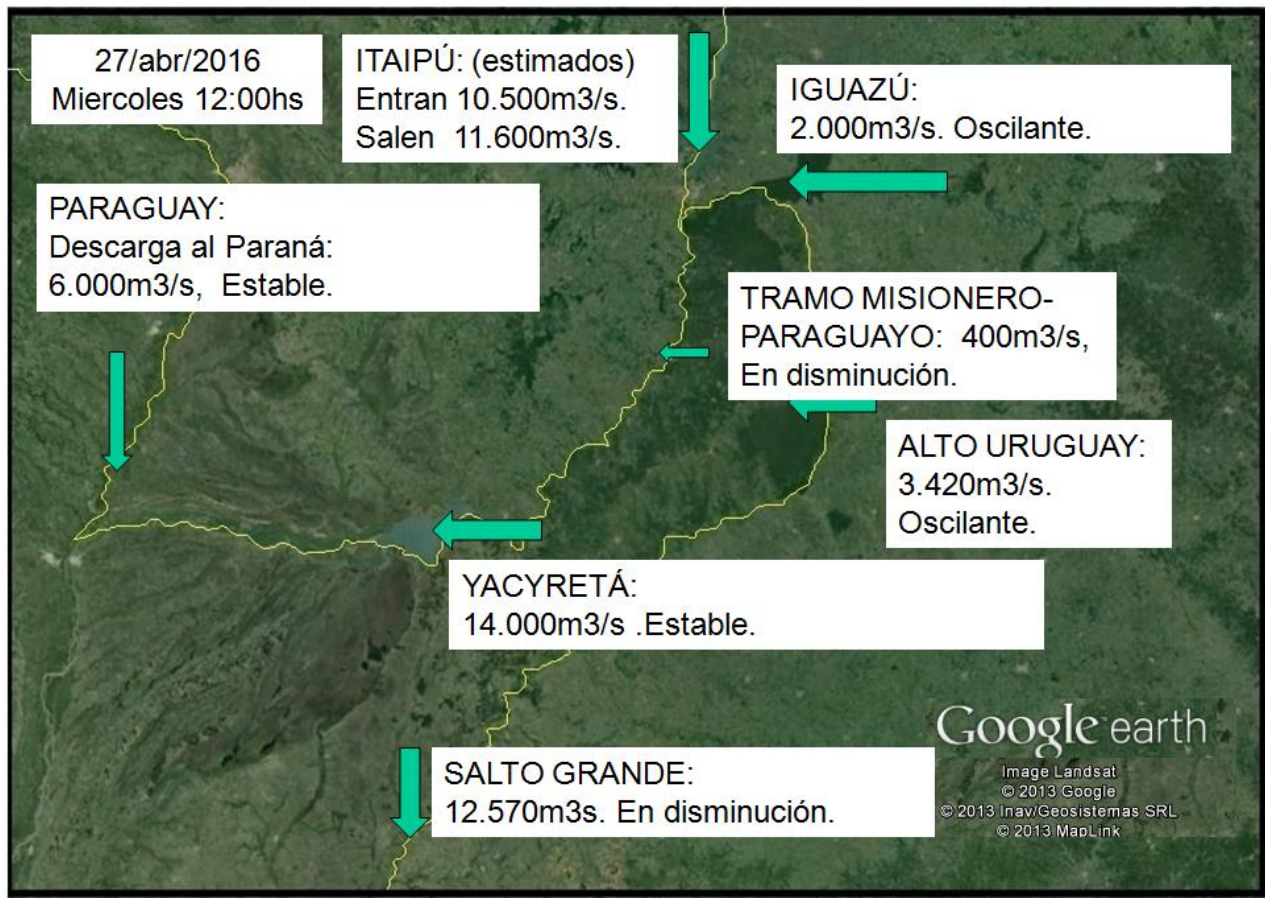 27/abr/2016
Miercoles 12:00hs
ITAIPÚ: (estimados)
Entran 10.500m3/s.
Salen 11.600m3/s.
IGUAZÚ:
2.000m3/s. Oscilante.
PARAGUAY:
Descarga al Paraná:
6.000m3/s, Estable.
TRAMO MISIONERO-
PARAGUAYO: 400m3/s,
En disminución.
ALTO URUGUAY:
3.420m3/s.
Oscilante.
YACYRETÁ:
14.000m3/s .Estable.
SALTO GRANDE:
12.570m3s. En disminución.
Google earth
Image Landsat
© 2013 Google
© 2013 Inav/Geosistemas SRL
© 2013 MapLink